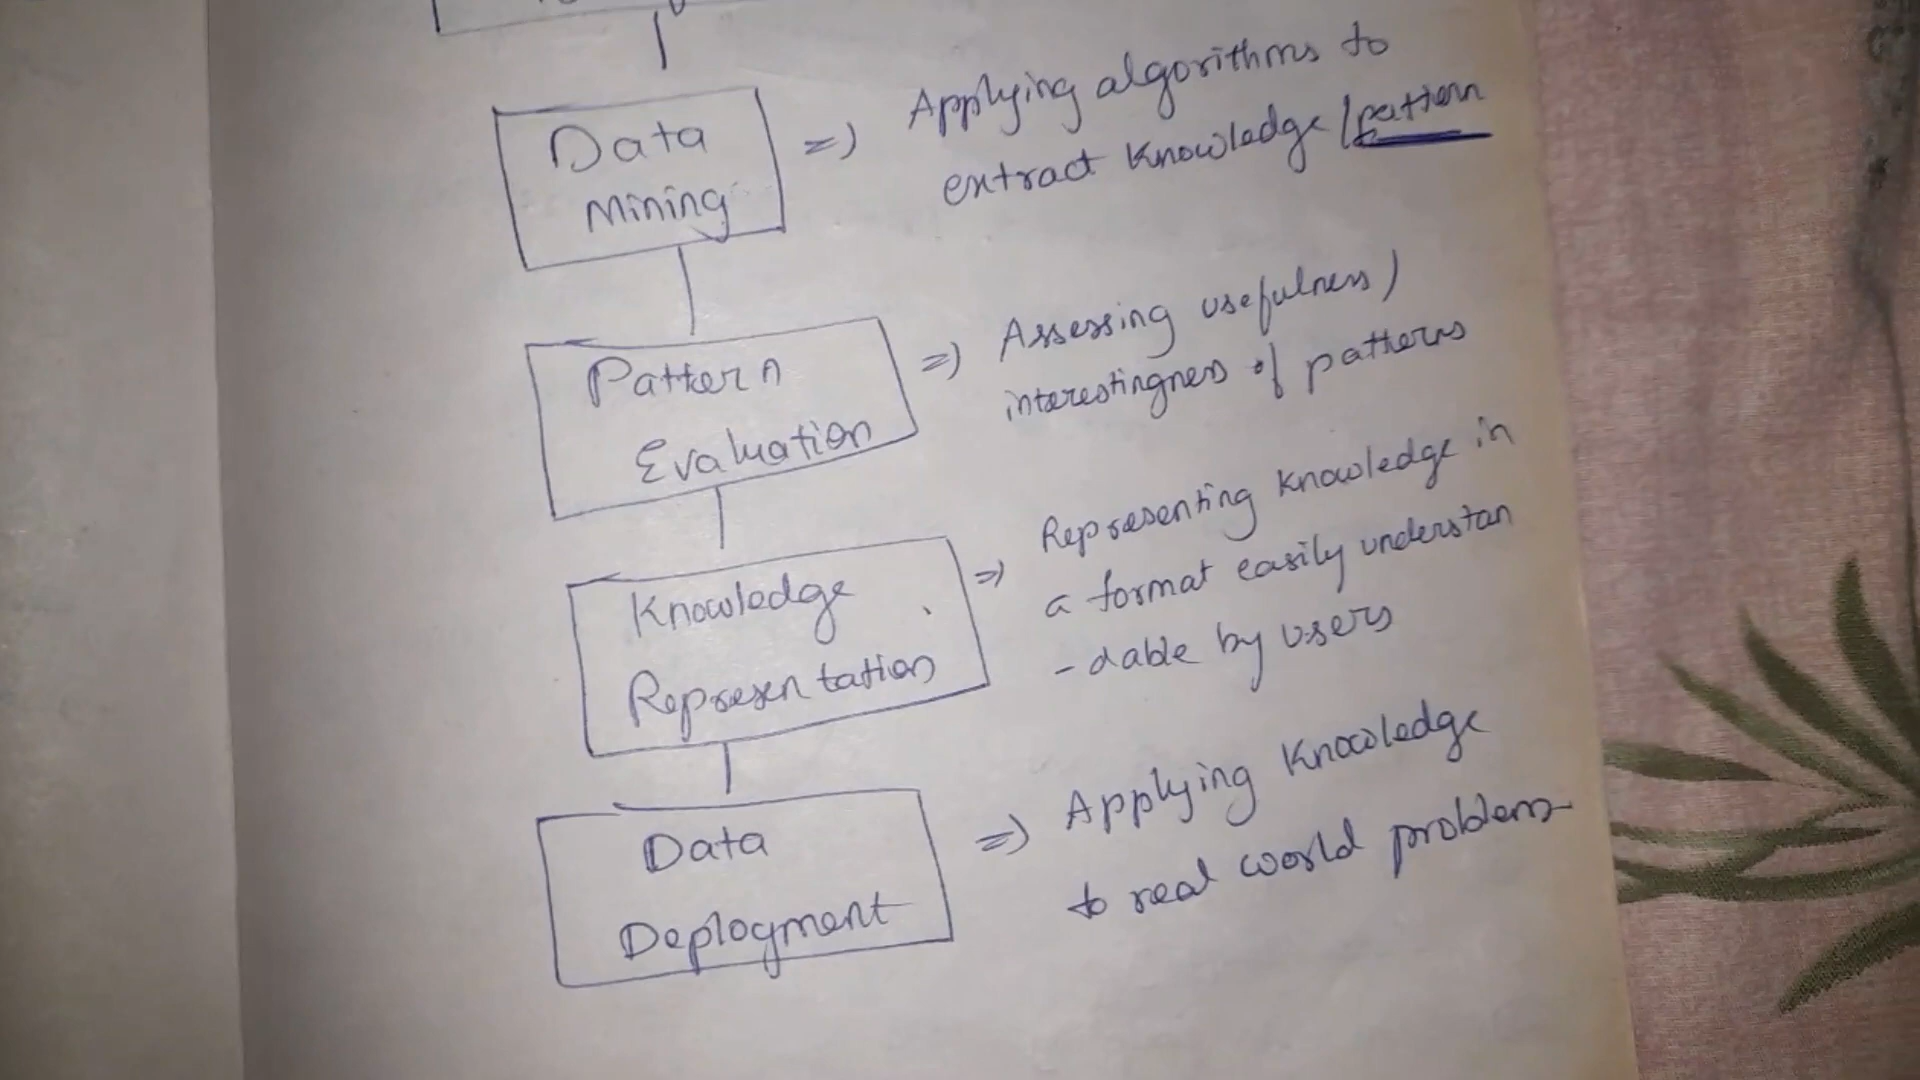 Data
Mining
=) Applying algorithms to
extract knowledge / pattern
Pattern
Evaluation
=) Assessing usefulness /
interestingness of patterns
Knowledge
Representation
=) Representing knowledge in
a format easily understan
- dable by users
Data
Deployment
=) Applying knowledge
to real world problems